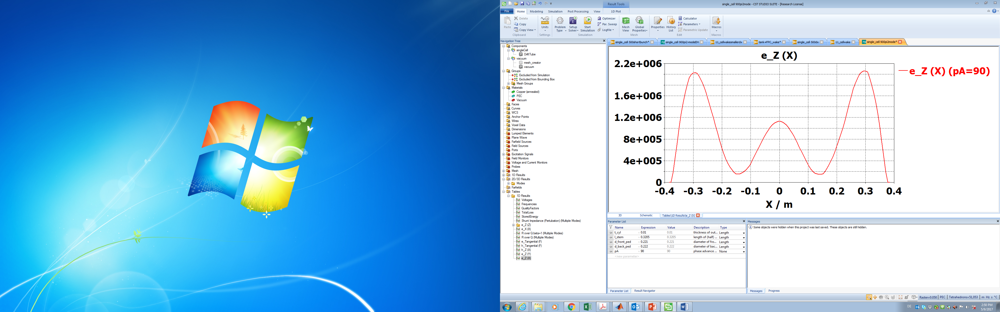 Result Tools
single_cell 900pi2mode - CST STUDIO SUITE - [Research License]
File Home Modeling Simulation Post Processing View 1D Plot
Paste
Delete
Copy
Copy View
Clipboard
Units
Settings
Problem Type
Setup Solver
Start Simulation
Optimizer
Par. Sweep
Logfile
Simulation
Mesh View
Global Properties
Mesh
Properties
History List
Calculator
Parameters
Parametric Update
Edit
Macros
Macros
Navigation Tree
single_cell 500shortbunch*
single_cell 900pi2-modeEH
11_cellwakesmallerdx
tank+FPC_wake*
single_cell 500dx
11_cellwake
single_cell 900pi2mode*
Components
singleCell
DrftTube
vacuum
mesh_creator
vacuum
Groups
Excluded from Simulation
Excluded from Bounding Box
Mesh Groups
Materials
Copper (annealed)
PEC
Vacuum
Faces
Curves
WCS
Anchor Points
Wires
Voxel Data
Dimensions
Lumped Elements
Plane Wave
Farfield Sources
Field Sources
Ports
Excitation Signals
Field Monitors
Voltage and Current Monitors
Probes
Mesh
1D Results
2D/3D Results
Modes
Farfields
Tables
1D Results
Voltages
Frequencies
QualityFactors
TotalLoss
StoredEnergy
Shunt Impedance (Pertubation) (Multiple Modes)
e_Z (Z)
e_X (X)
R over Q beta=1 (Multiple Modes)
R over Q (Multiple Modes)
e_Tangential (F)
h_Tangential (F)
h_Z (X)
e_Z (Y)
e_Z (X)
e_Z (X)
2.2e+006
1.6e+006
1.2e+006
8e+005
4e+005
0
-0.4 -0.3 -0.2 -0.1 0 0.1 0.2 0.3 0.4
X / m
e_Z (X) (pA=90)
3D Schematic Tables\1D Results\e_Z (X)
Parameter List
Name Expression Value Description Type
t_cyl = 0.01 0.01 thickness of out... Length
l_stem = 0.3205 0.3205 length of (half) ... Length
d_front_ped = 0.221 0.221 diameter of fro... Length
d_back_ped = 0.222 0.222 diameter of bac... Length
pA = 90 90 phase advance ... None
<new parameter>
Parameter List Result Navigator
Messages
Some objects were hidden when this project was last saved. These objects are still hidden.
Messages Progress
Raster=0.050 PEC Tetrahedrons=51,053 m Hz s °C
DE
2:50 PM
5/9/2017